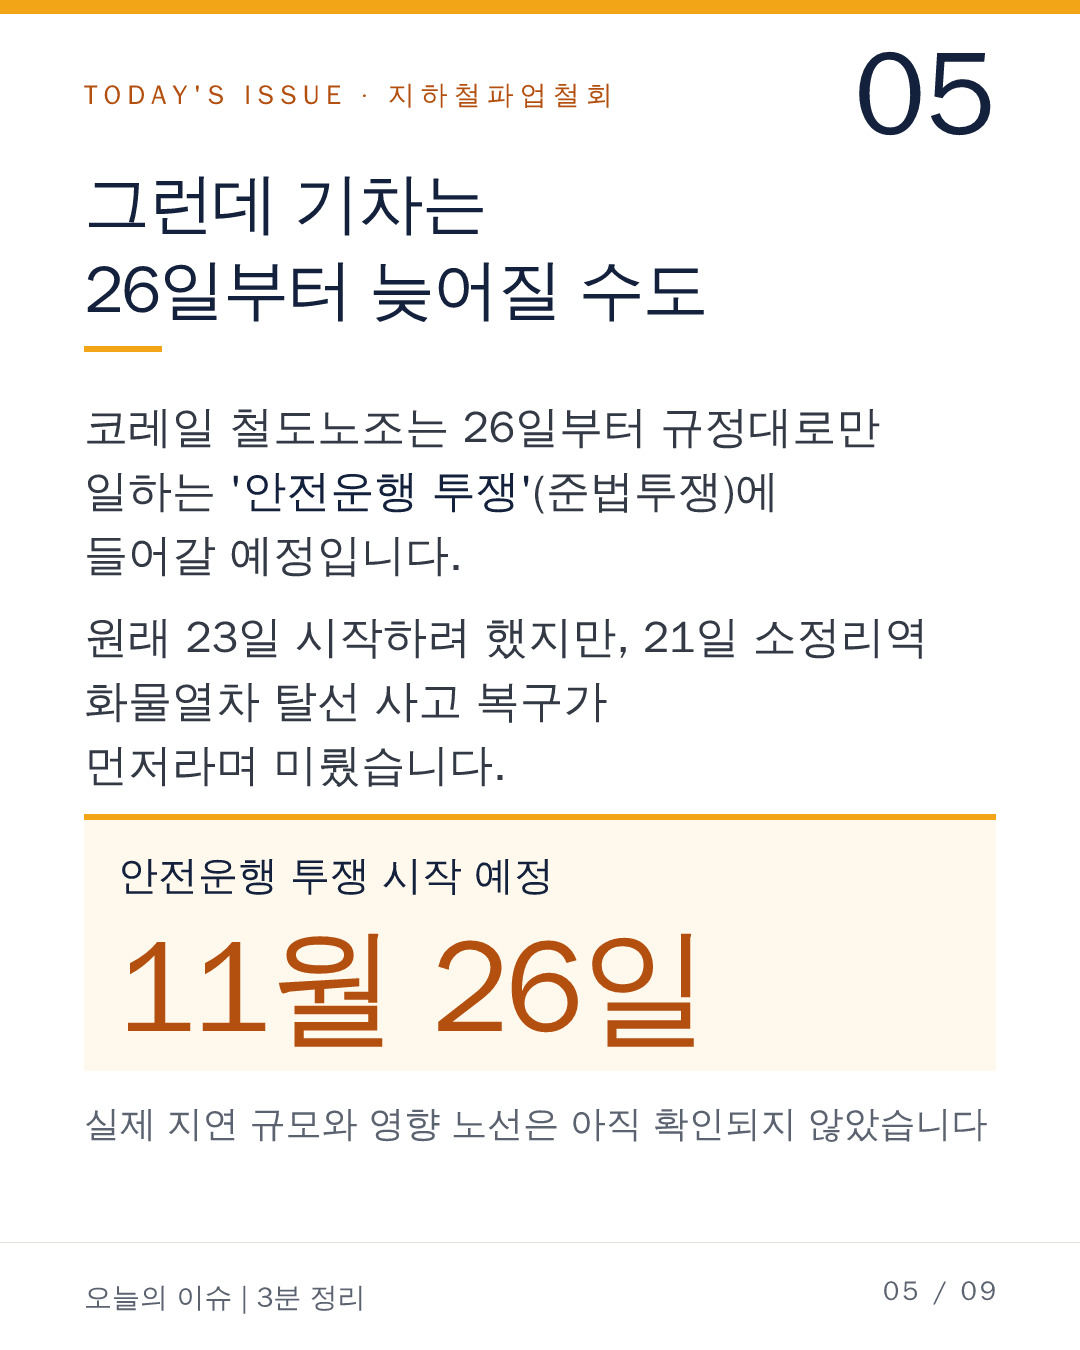 TODAY'S ISSUE · 지하철파업철회
05
그런데 기차는
26일부터 늦어질 수도
코레일 철도노조는 26일부터 규정대로만
일하는 '안전운행 투쟁'(준법투쟁)에
들어갈 예정입니다.
원래 23일 시작하려 했지만, 21일 소정리역
화물열차 탈선 사고 복구가
먼저라며 미뤘습니다.
안전운행 투쟁 시작 예정
11월 26일
실제 지연 규모와 영향 노선은 아직 확인되지 않았습니다
오늘의 이슈 | 3분 정리
05 / 09